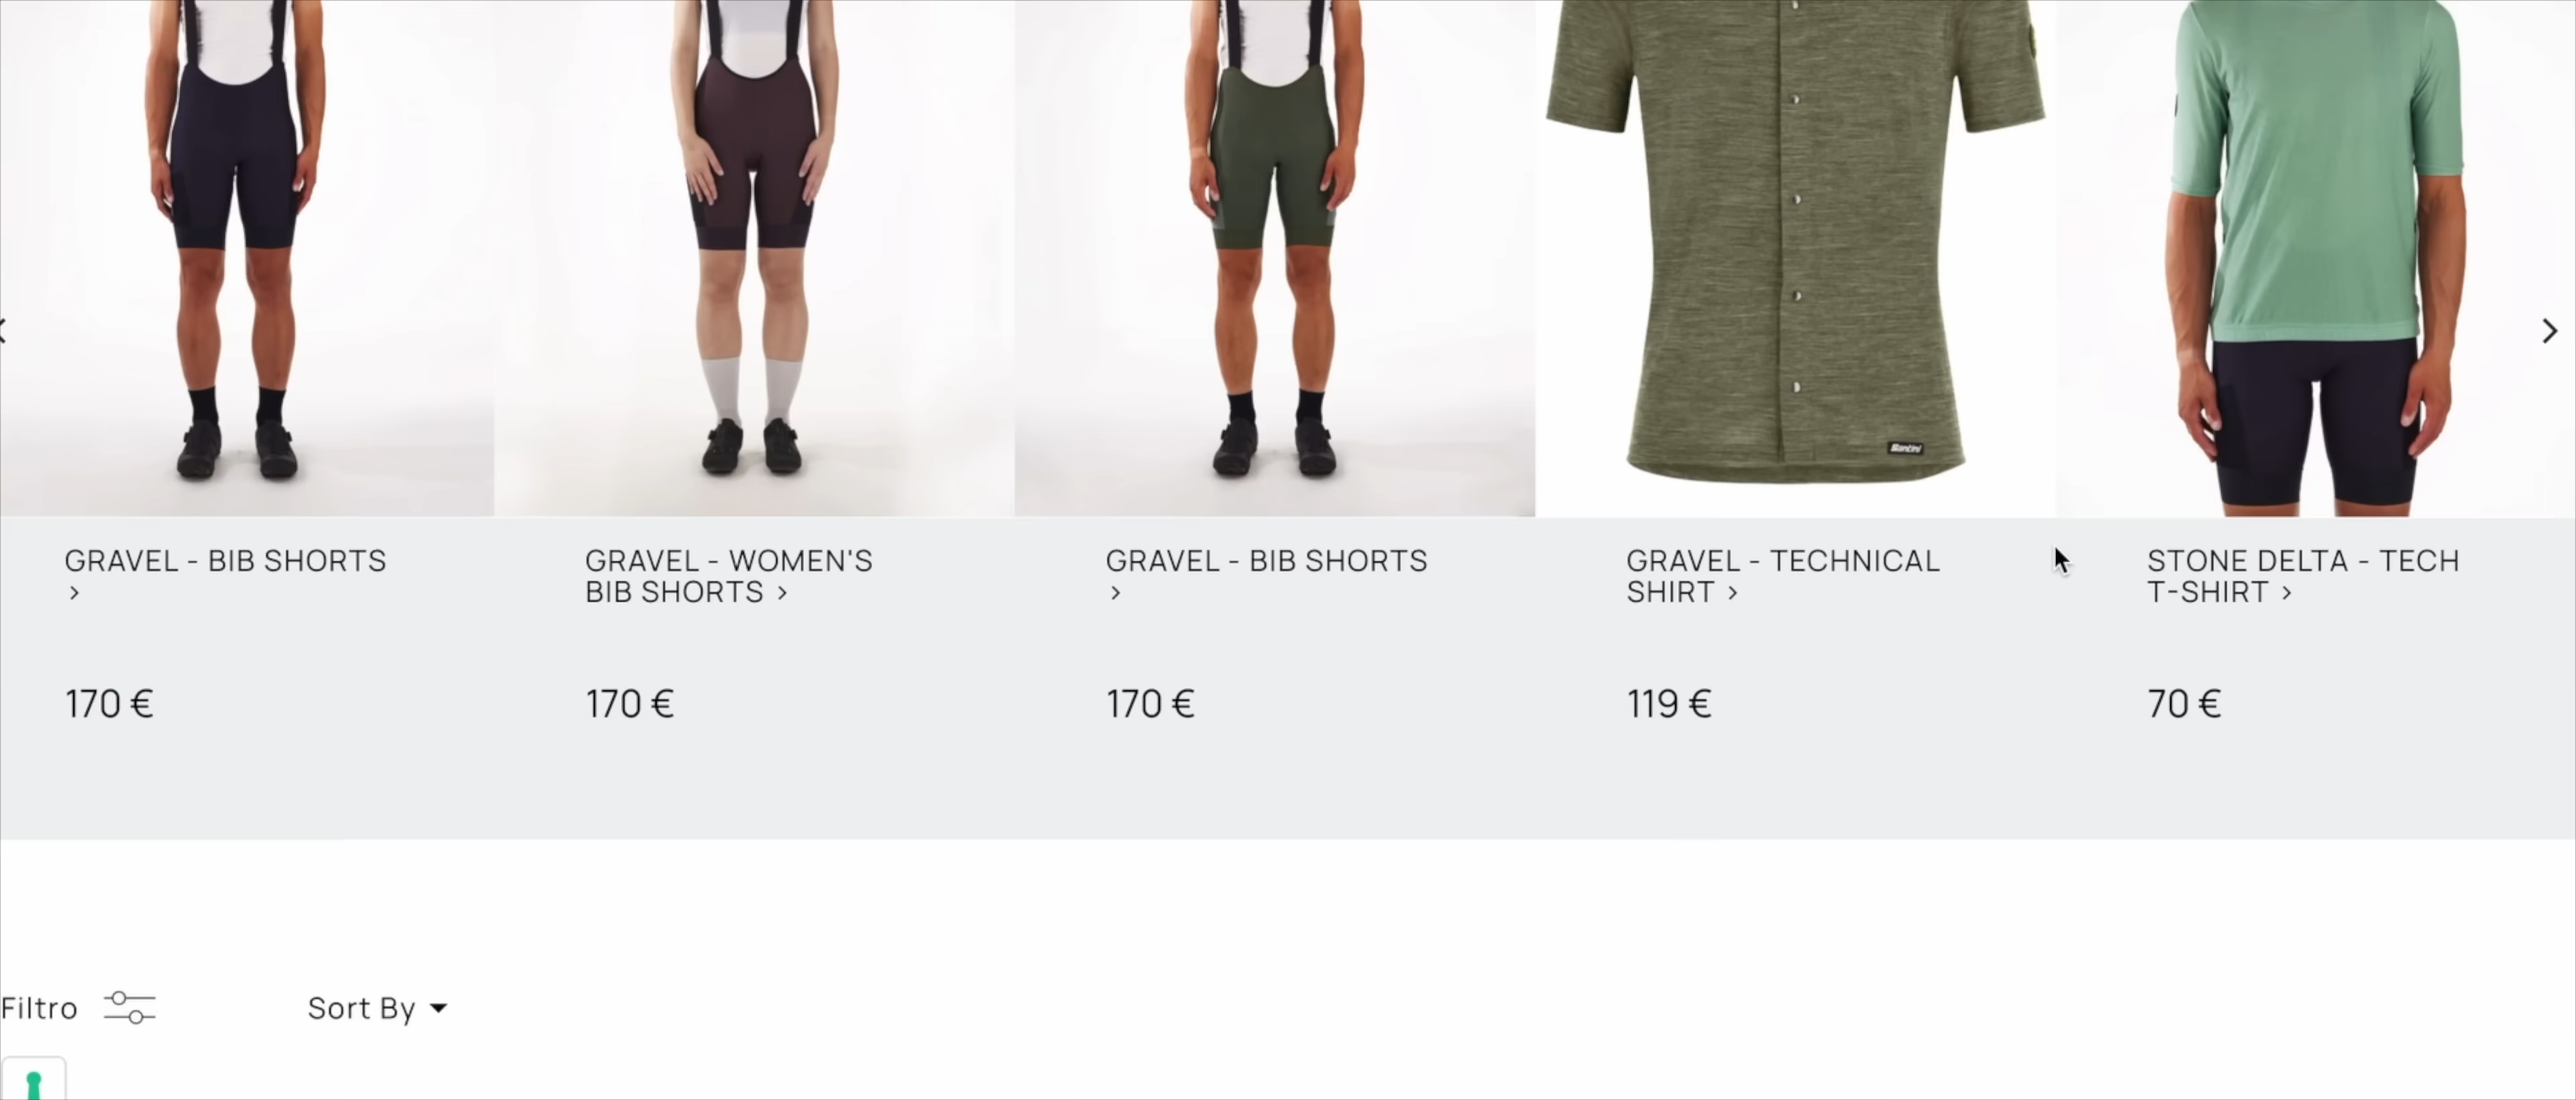 Santini
GRAVEL - BIB SHORTS
>
GRAVEL - WOMEN'S
BIB SHORTS >
GRAVEL - BIB SHORTS
>
GRAVEL - TECHNICAL
SHIRT >
STONE DELTA - TECH
T-SHIRT >
170 €
170 €
170 €
119 €
70 €
Filtro
Sort By